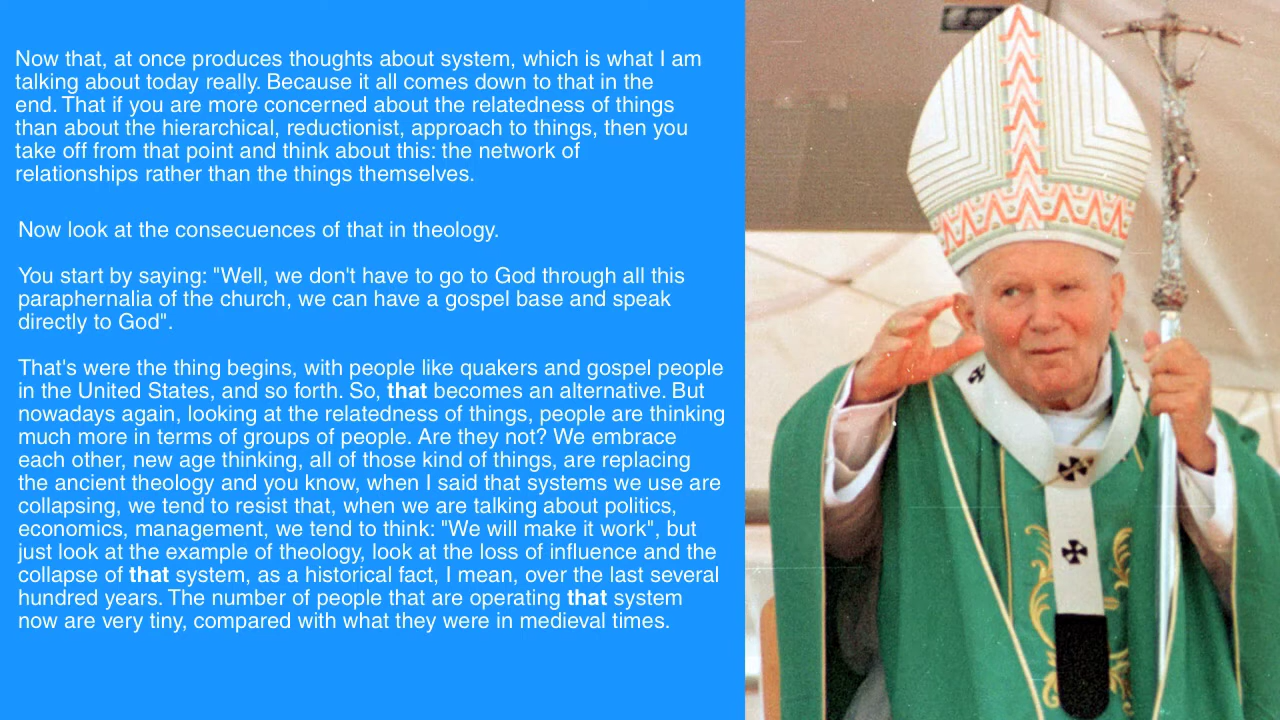 Now that, at once produces thoughts about system, which is what I am
talking about today really. Because it all comes down to that in the
end. That if you are more concerned about the relatedness of things
than about the hierarchical, reductionist, approach to things, then you
take off from that point and think about this: the network of
relationships rather than the things themselves.
Now look at the consecuences of that in theology.
You start by saying: "Well, we don't have to go to God through all this
paraphernalia of the church, we can have a gospel base and speak
directly to God".
That's were the thing begins, with people like quakers and gospel people
in the United States, and so forth. So, that becomes an alternative. But
nowadays again, looking at the relatedness of things, people are thinking
much more in terms of groups of people. Are they not? We embrace
each other, new age thinking, all of those kind of things, are replacing
the ancient theology and you know, when I said that systems we use are
collapsing, we tend to resist that, when we are talking about politics,
economics, management, we tend to think: "We will make it work", but
just look at the example of theology, look at the loss of influence and the
collapse of that system, as a historical fact, I mean, over the last several
hundred years. The number of people that are operating that system
now are very tiny, compared with what they were in medieval times.